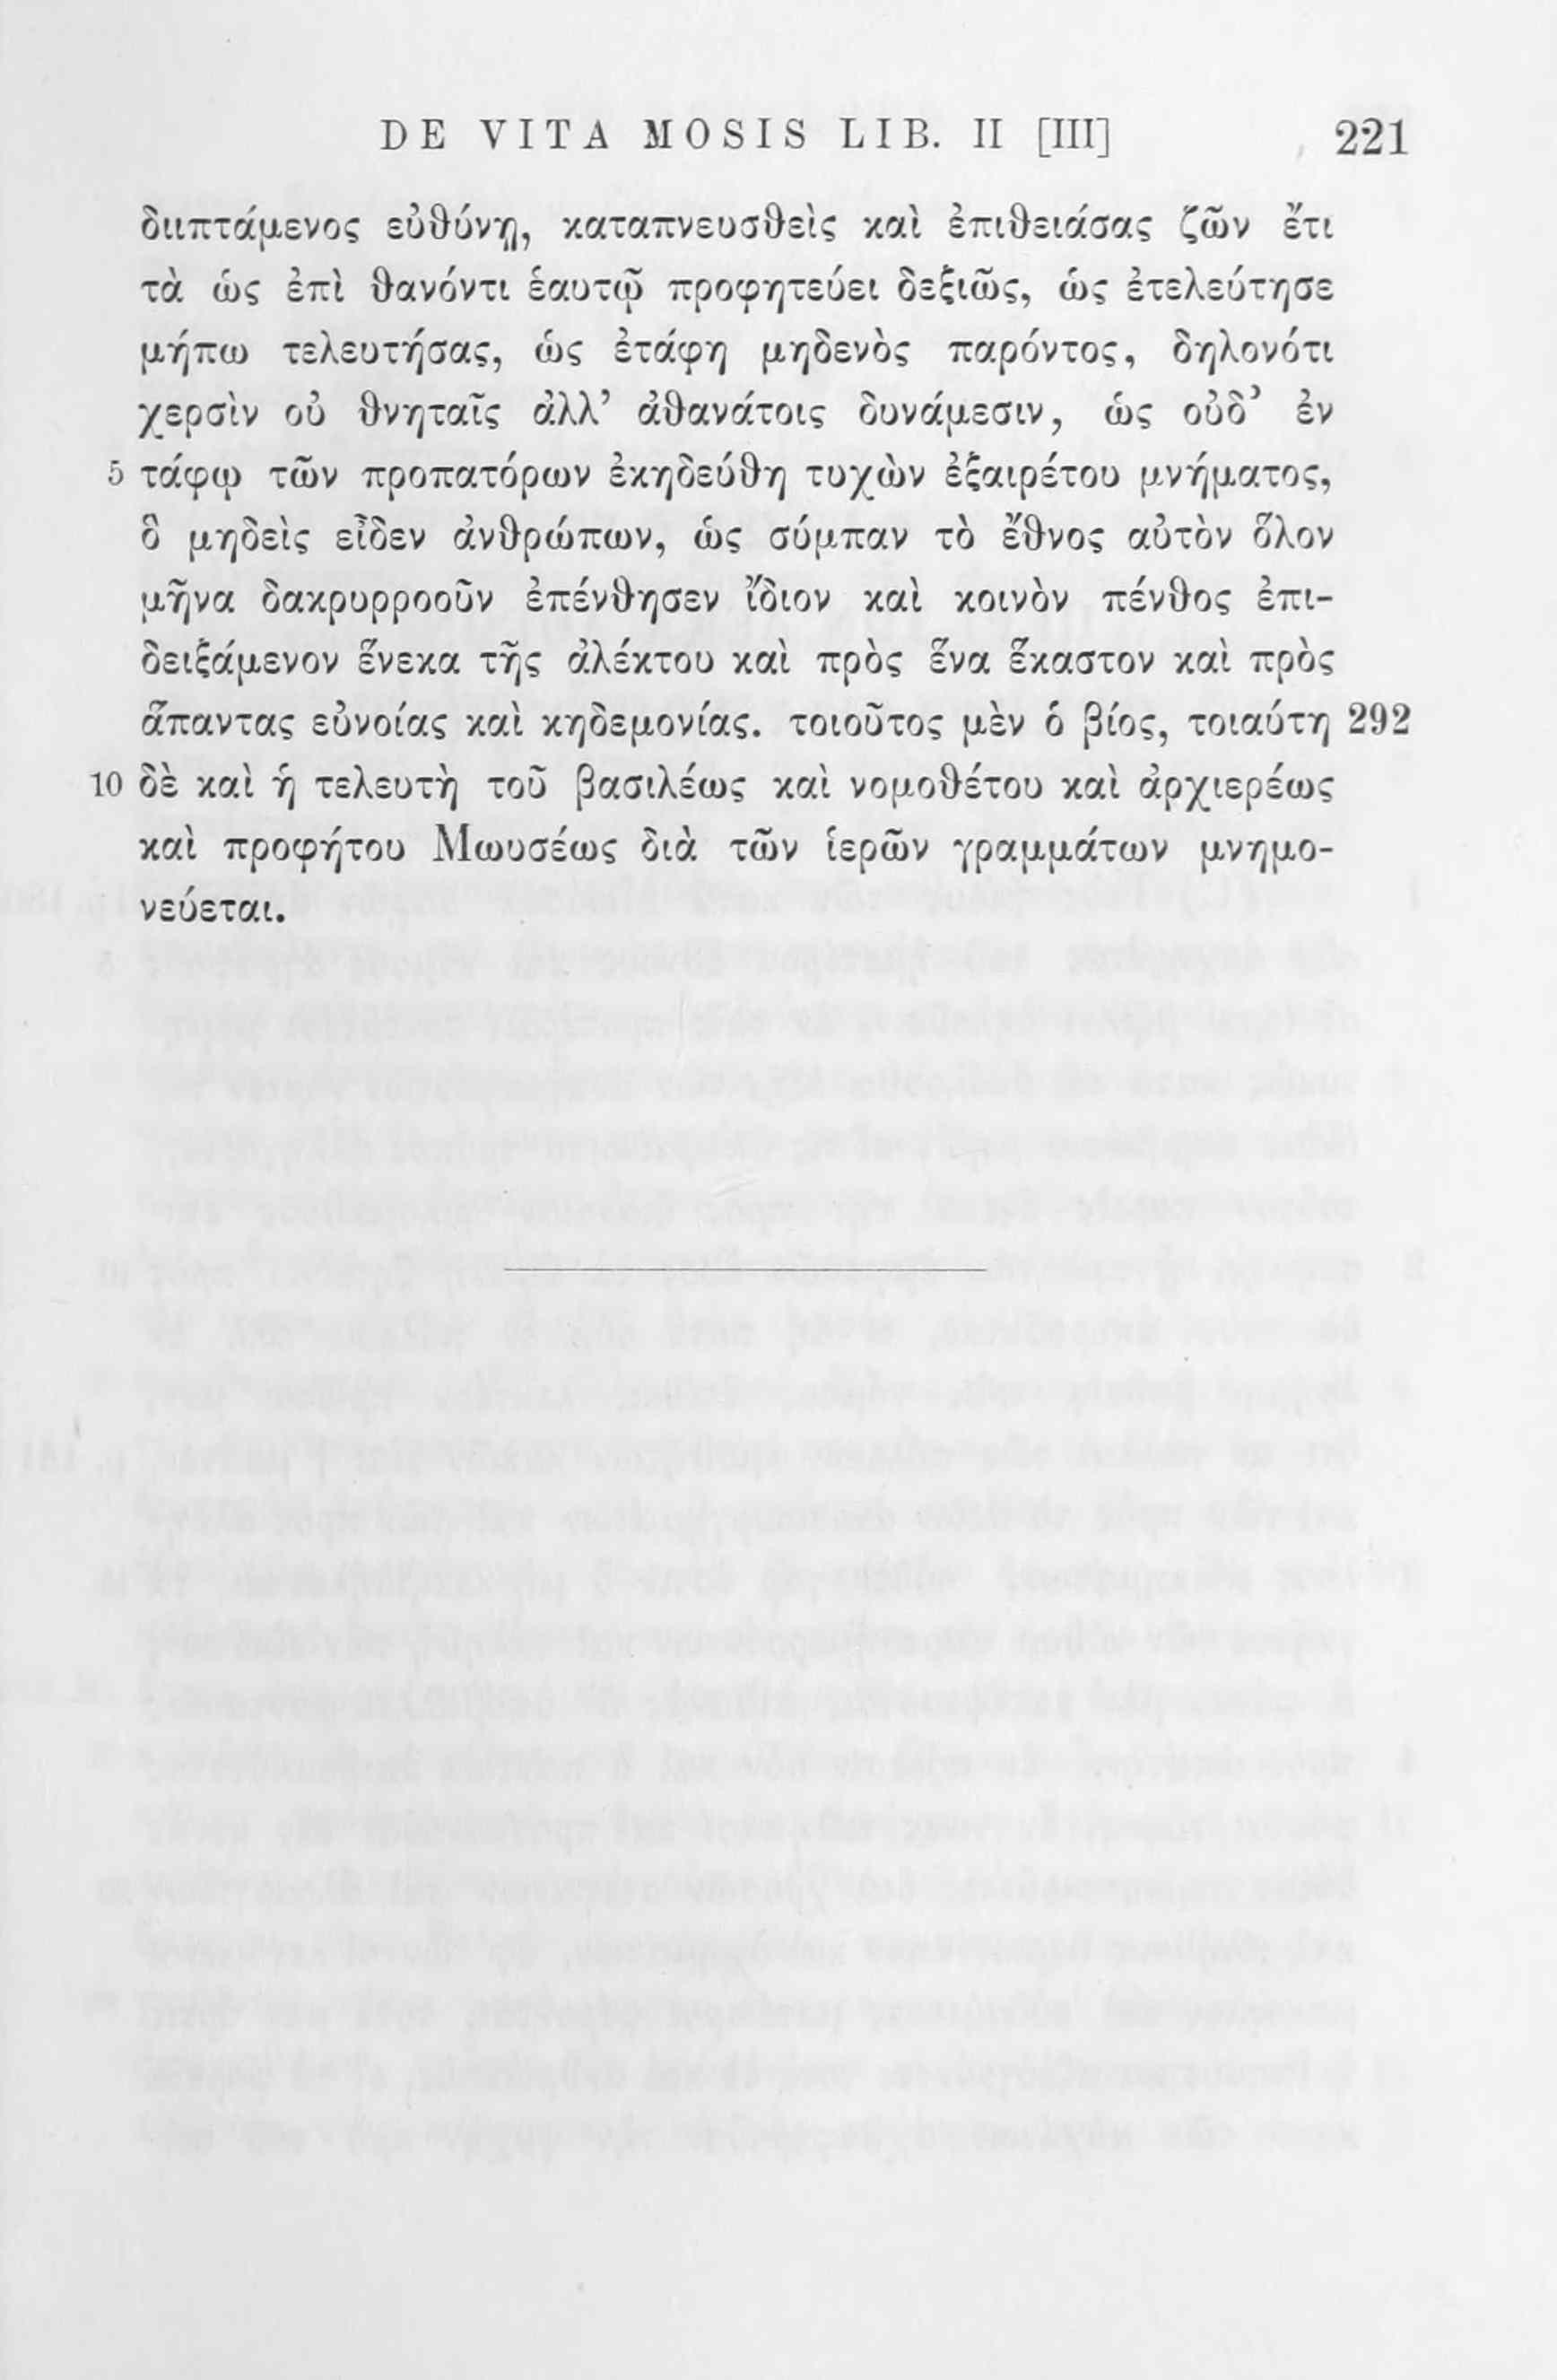 DE VITA MOSIS LIB. II [III] 221
διιπτάμενος εὐθύνῃ, καταπνευσθεὶς καὶ ἐπιθειάσας ζῶν ἔτι
τὰ ὡς ἐπὶ θανόντι ἑαυτῷ προφητεύει δεξιῶς, ὡς ἐτελεύτησε
μήπω τελευτήσας, ὡς ἐτάφη μηδενὸς παρόντος, δηλονότι
χερσὶν οὐ θνηταῖς ἀλλ’ ἀθανάτοις δυνάμεσιν, ὡς οὐδ’ ἐν
5 τάφῳ τῶν προπατόρων ἐκηδεύθη τυχὼν ἐξαιρέτου μνήματος,
ὃ μηδεὶς εἶδεν ἀνθρώπων, ὡς σύμπαν τὸ ἔθνος αὐτὸν ὅλον
μῆνα δακρυρροοῦν ἐπένθησεν ἴδιον καὶ κοινὸν πένθος ἐπι-
δειξάμενον ἕνεκα τῆς ἀλέκτου καὶ πρὸς ἕνα ἕκαστον καὶ πρὸς
ἅπαντας εὐνοίας καὶ κηδεμονίας. τοιοῦτος μὲν ὁ βίος, τοιαύτη 292
10 δὲ καὶ ἡ τελευτὴ τοῦ βασιλέως καὶ νομοθέτου καὶ ἀρχιερέως
καὶ προφήτου Μωυσέως διὰ τῶν ἱερῶν γραμμάτων μνημο-
νεύεται.